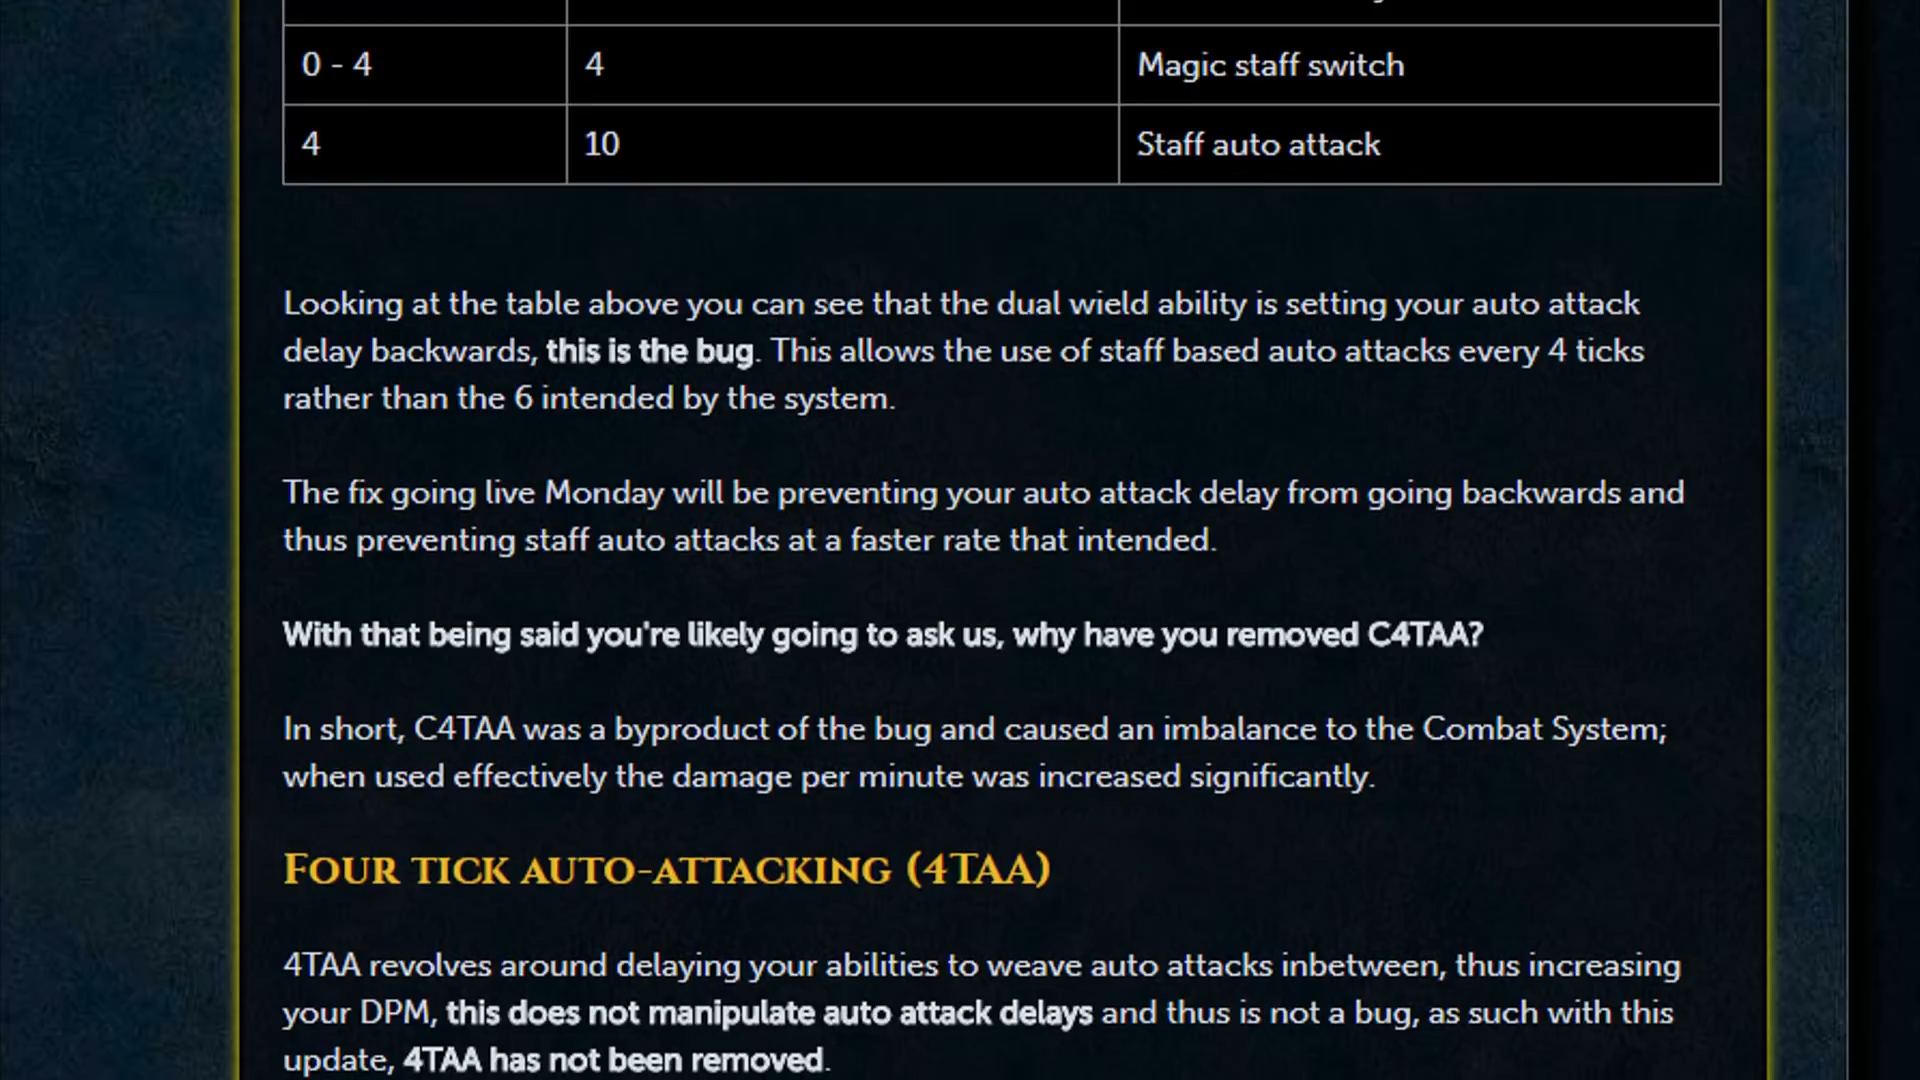 0 - 4 4 Magic staff switch
4 10 Staff auto attack
Looking at the table above you can see that the dual wield ability is setting your auto attack
delay backwards, this is the bug. This allows the use of staff based auto attacks every 4 ticks
rather than the 6 intended by the system.
The fix going live Monday will be preventing your auto attack delay from going backwards and
thus preventing staff auto attacks at a faster rate that intended.
With that being said you're likely going to ask us, why have you removed C4TAA?
In short, C4TAA was a byproduct of the bug and caused an imbalance to the Combat System;
when used effectively the damage per minute was increased significantly.
Four tick auto-attacking (4TAA)
4TAA revolves around delaying your abilities to weave auto attacks inbetween, thus increasing
your DPM, this does not manipulate auto attack delays and thus is not a bug, as such with this
update, 4TAA has not been removed.